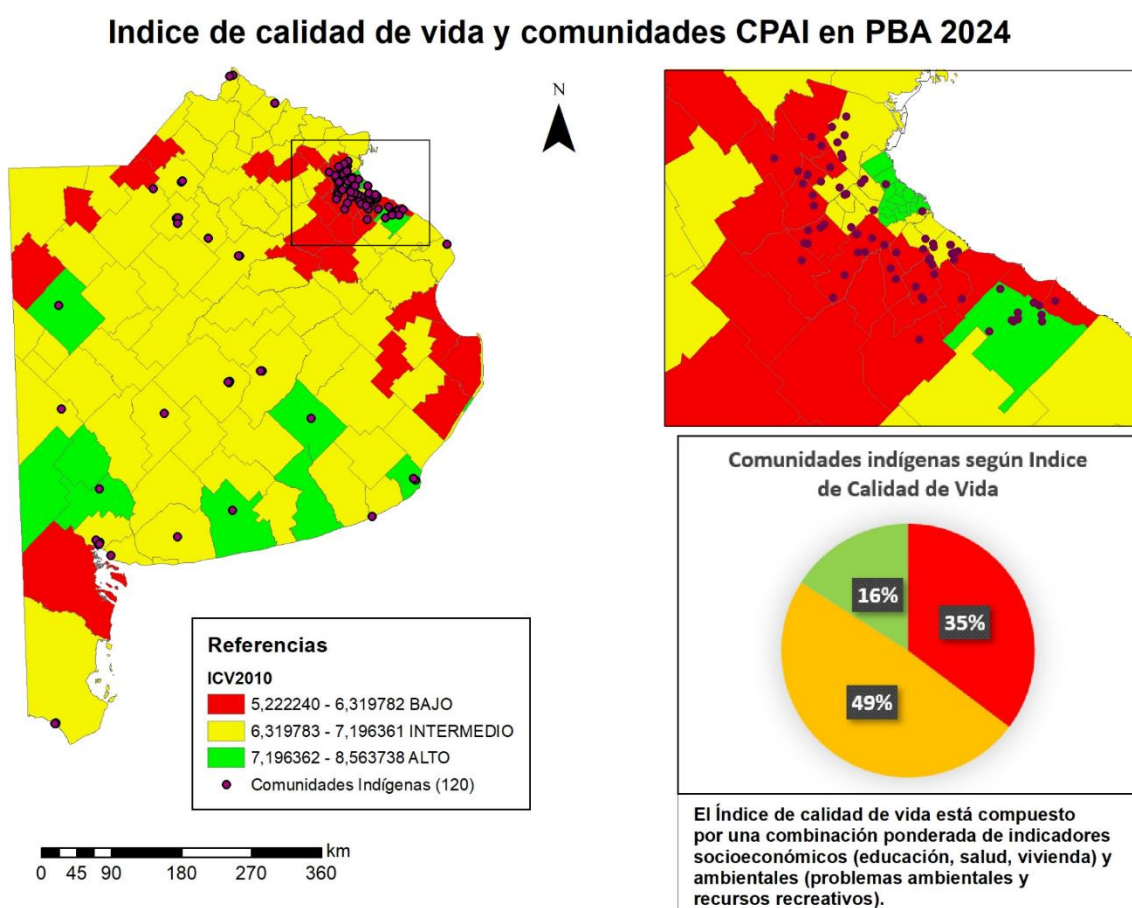 Indice de calidad de vida y comunidades CPAI en PBA 2024
N
Referencias
ICV2010
5,222240 - 6,319782 BAJO
6,319783 - 7,196361 INTERMEDIO
7,196362 - 8,563738 ALTO
Comunidades Indígenas (120)
km
0 45 90 180 270 360
Comunidades indígenas según Indice
de Calidad de Vida
16%
35%
49%
El Índice de calidad de vida está compuesto
por una combinación ponderada de indicadores
socioeconómicos (educación, salud, vivienda) y
ambientales (problemas ambientales y
recursos recreativos).